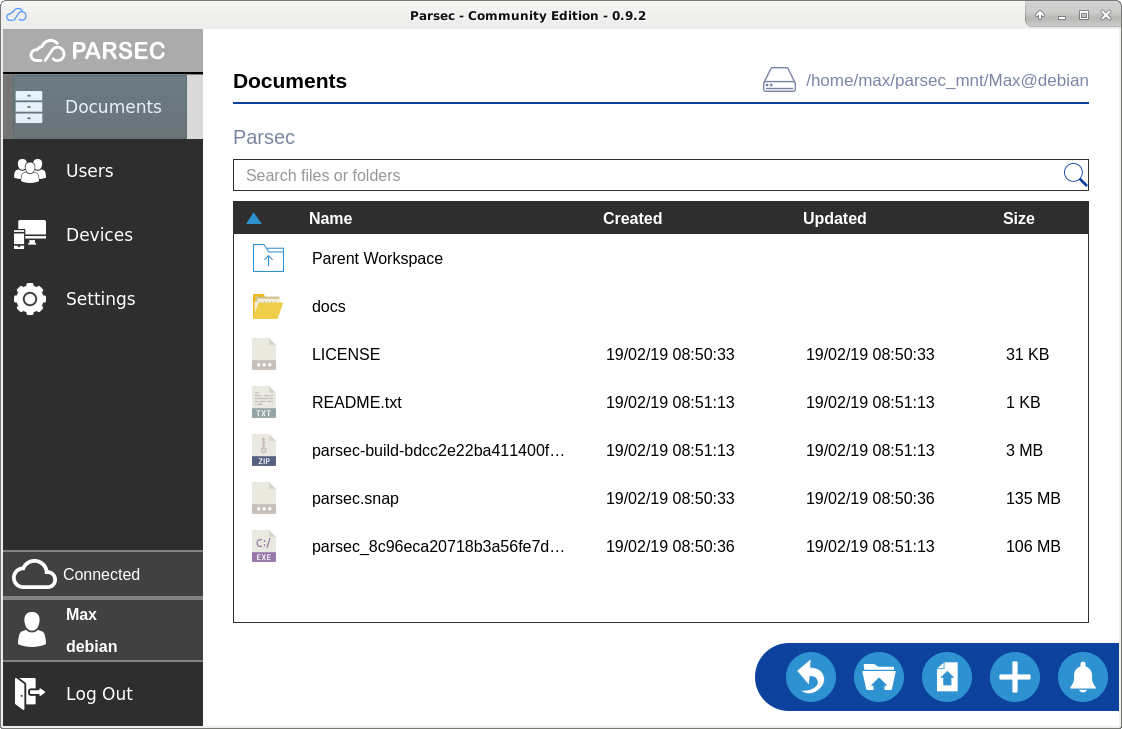 Parsec - Community Edition - 0.9.2
PARSEC
Documents
Users
Devices
Settings
Connected
Max
debian
Log Out
Documents /home/max/parsec_mnt/Max@debian
Parsec
Search files or folders
Name Created Updated Size
Parent Workspace
docs
LICENSE 19/02/19 08:50:33 19/02/19 08:50:33 31 KB
TXT README.txt 19/02/19 08:51:13 19/02/19 08:51:13 1 KB
ZIP parsec-build-bdcc2e22ba411400f… 19/02/19 08:51:13 19/02/19 08:51:13 3 MB
parsec.snap 19/02/19 08:50:33 19/02/19 08:50:36 135 MB
C:/ EXE parsec_8c96eca20718b3a56fe7d… 19/02/19 08:50:36 19/02/19 08:51:13 106 MB